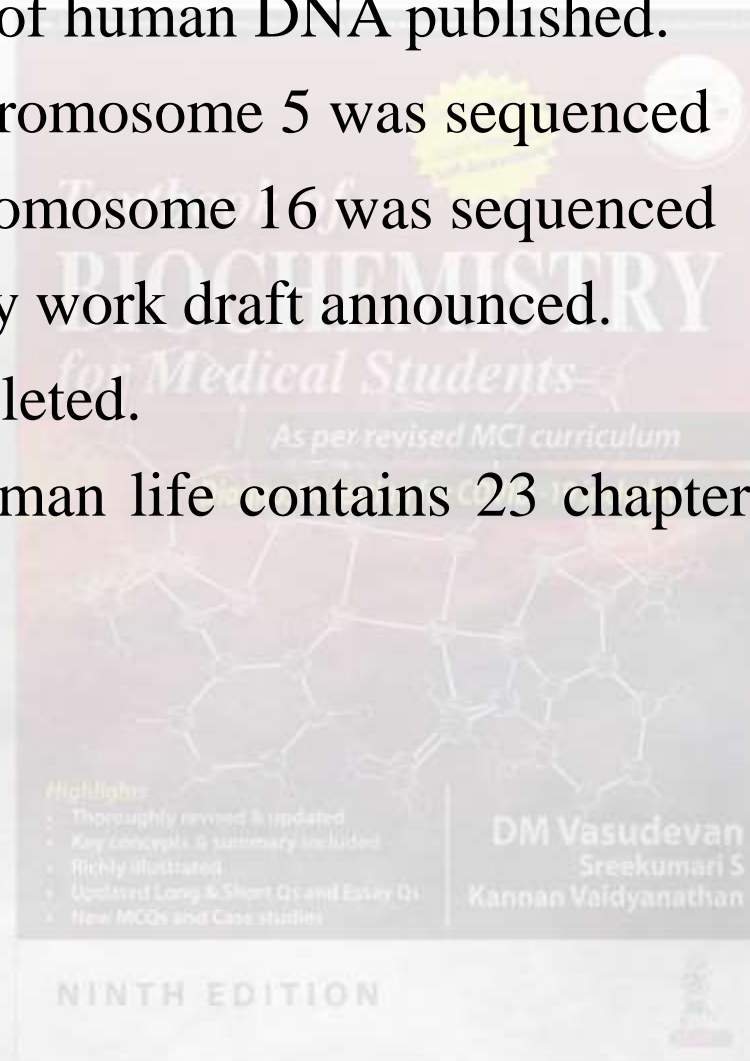 of human DNA published.
romosome 5 was sequenced
omosome 16 was sequenced
y work draft announced.
leted.
man life contains 23 chapter
Textbook of
BIOCHEMISTRY
for Medical Students
As per revised MCI curriculum
Highlights
• Thoroughly revised & updated
• Key concepts & summary included
• Richly illustrated
• Updated Long & Short Qs and Essay Qs
• New MCQs and Case studies
DM Vasudevan
Sreekumari S
Kannan Vaidyanathan
NINTH EDITION